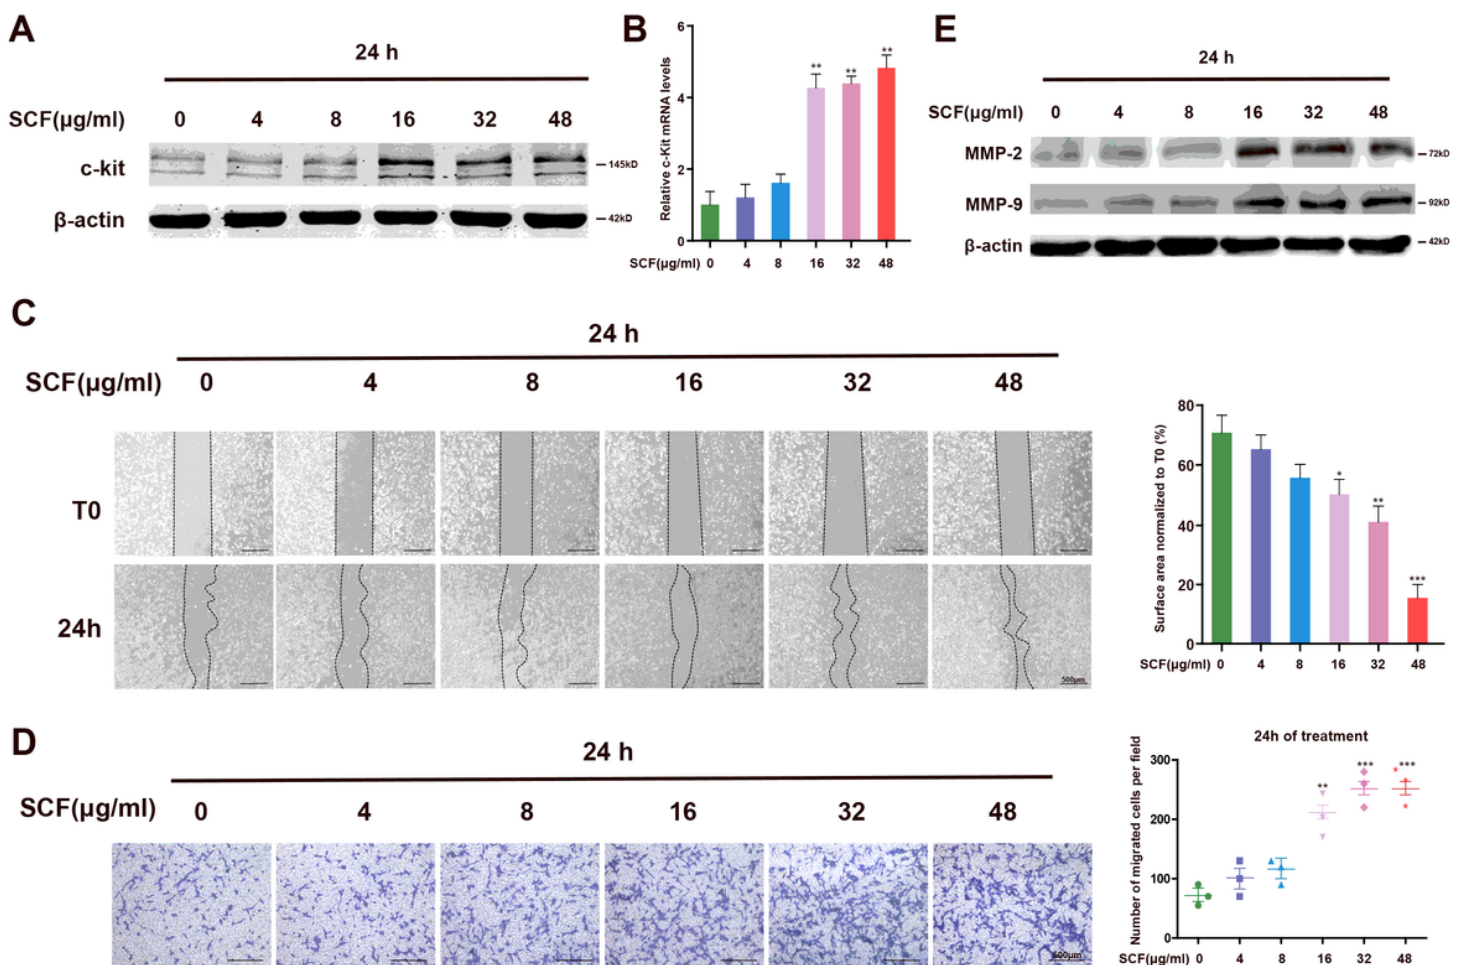 A
24 h
SCF(μg/ml) 0 4 8 16 32 48
c-kit 145kD
β-actin 42kD
B
Relative c-Kit mRNA levels
6
4
2
0
** ** **
SCF(μg/ml) 0 4 8 16 32 48
E
24 h
SCF(μg/ml) 0 4 8 16 32 48
MMP-2 72kD
MMP-9 92kD
β-actin 42kD
C
24 h
SCF(μg/ml) 0 4 8 16 32 48
T0
24h
500μm
Surface area normalized to T0 (%)
80
60
40
20
0
* ** ***
SCF(μg/ml) 0 4 8 16 32 48
D
24 h
SCF(μg/ml) 0 4 8 16 32 48
600μm
24h of treatment
Number of migrated cells per field
300
200
100
0
** *** ***
SCF(μg/ml) 0 4 8 16 32 48